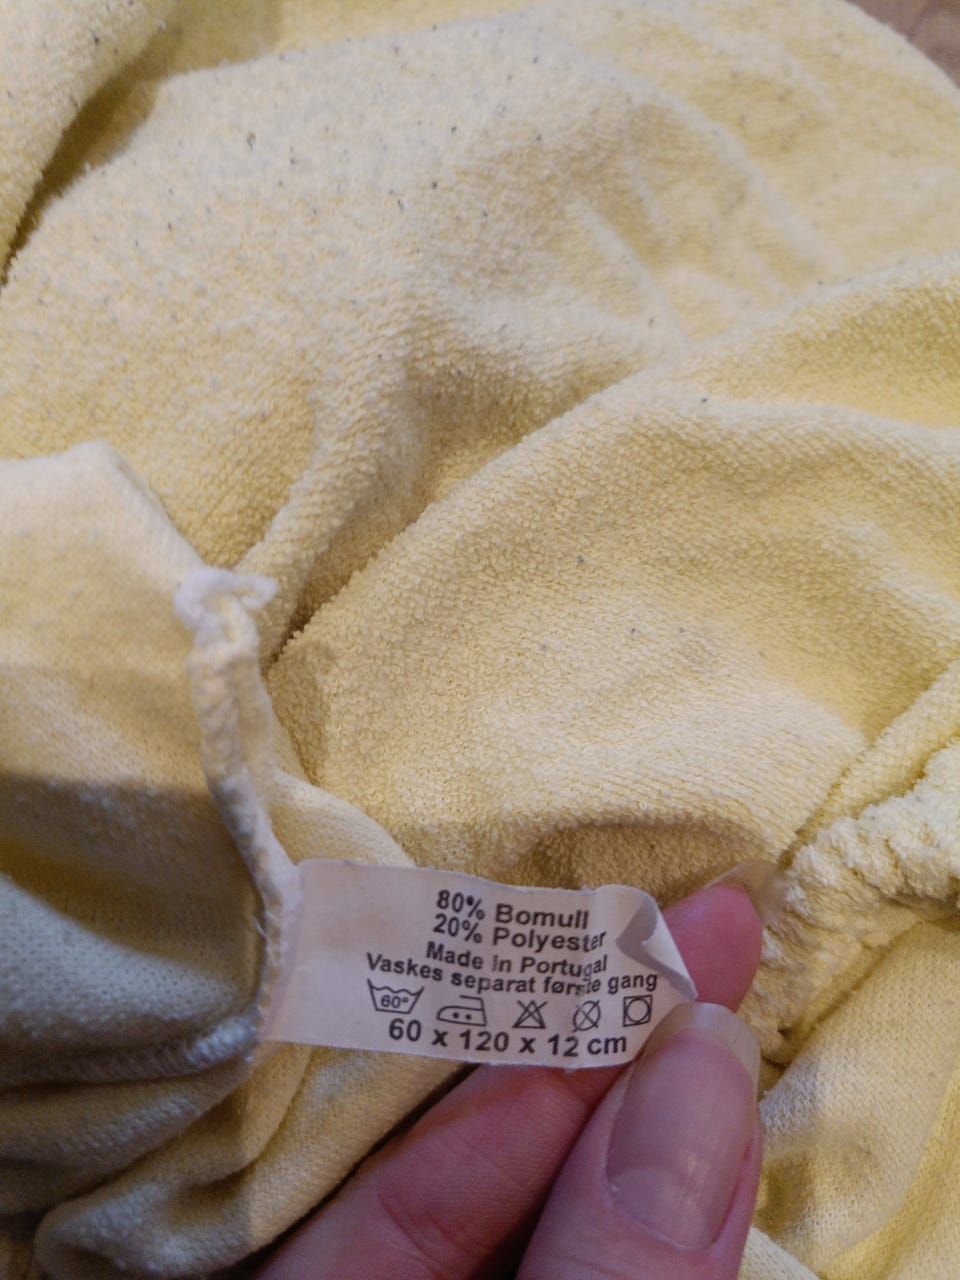 80% Bomull
20% Polyester
Made In Portugal
Vaskes separat første gang
60°
60 x 120 x 12 cm